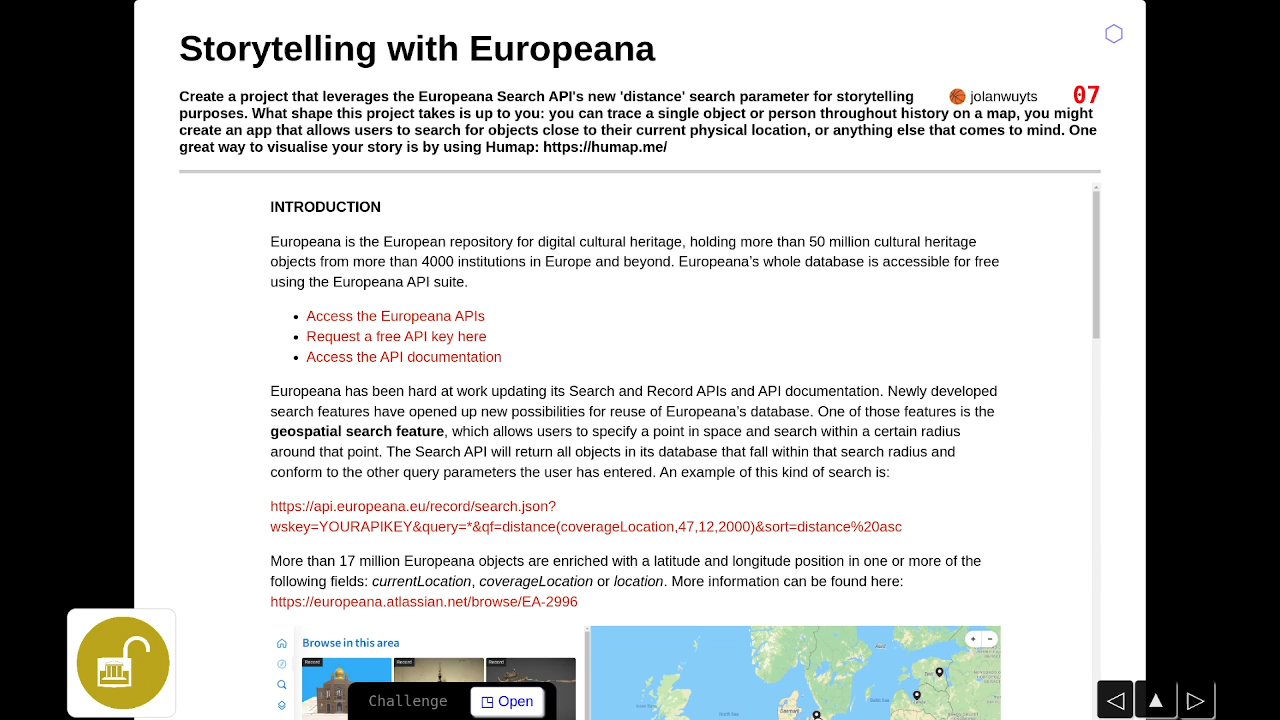 Storytelling with Europeana
Create a project that leverages the Europeana Search API's new 'distance' search parameter for storytelling
jolanwuyts
07
purposes. What shape this project takes is up to you: you can trace a single object or person throughout history on a map, you might
create an app that allows users to search for objects close to their current physical location, or anything else that comes to mind. One
great way to visualise your story is by using Humap: https://humap.me/
INTRODUCTION
Europeana is the European repository for digital cultural heritage, holding more than 50 million cultural heritage
objects from more than 4000 institutions in Europe and beyond. Europeana’s whole database is accessible for free
using the Europeana API suite.
Access the Europeana APIs
Request a free API key here
Access the API documentation
Europeana has been hard at work updating its Search and Record APIs and API documentation. Newly developed
search features have opened up new possibilities for reuse of Europeana’s database. One of those features is the
geospatial search feature, which allows users to specify a point in space and search within a certain radius
around that point. The Search API will return all objects in its database that fall within that search radius and
conform to the other query parameters the user has entered. An example of this kind of search is:
https://api.europeana.eu/record/search.json?
wskey=YOURAPIKEY&query=*&qf=distance(coverageLocation,47,12,2000)&sort=distance%20asc
More than 17 million Europeana objects are enriched with a latitude and longitude position in one or more of the
following fields: currentLocation, coverageLocation or location. More information can be found here:
https://europeana.atlassian.net/browse/EA-2996
Browse in this area
Record
Record
Record
Challenge
Open